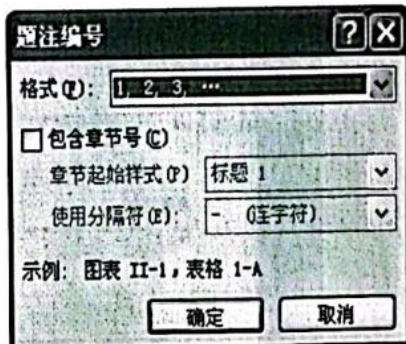 题注编号
格式(F): 1, 2, 3, …
包含章节号(C)
章节起始样式(P) 标题 1
使用分隔符(E): - (连字符)
示例: 图表 II-1, 表格 1-A
确定 取消